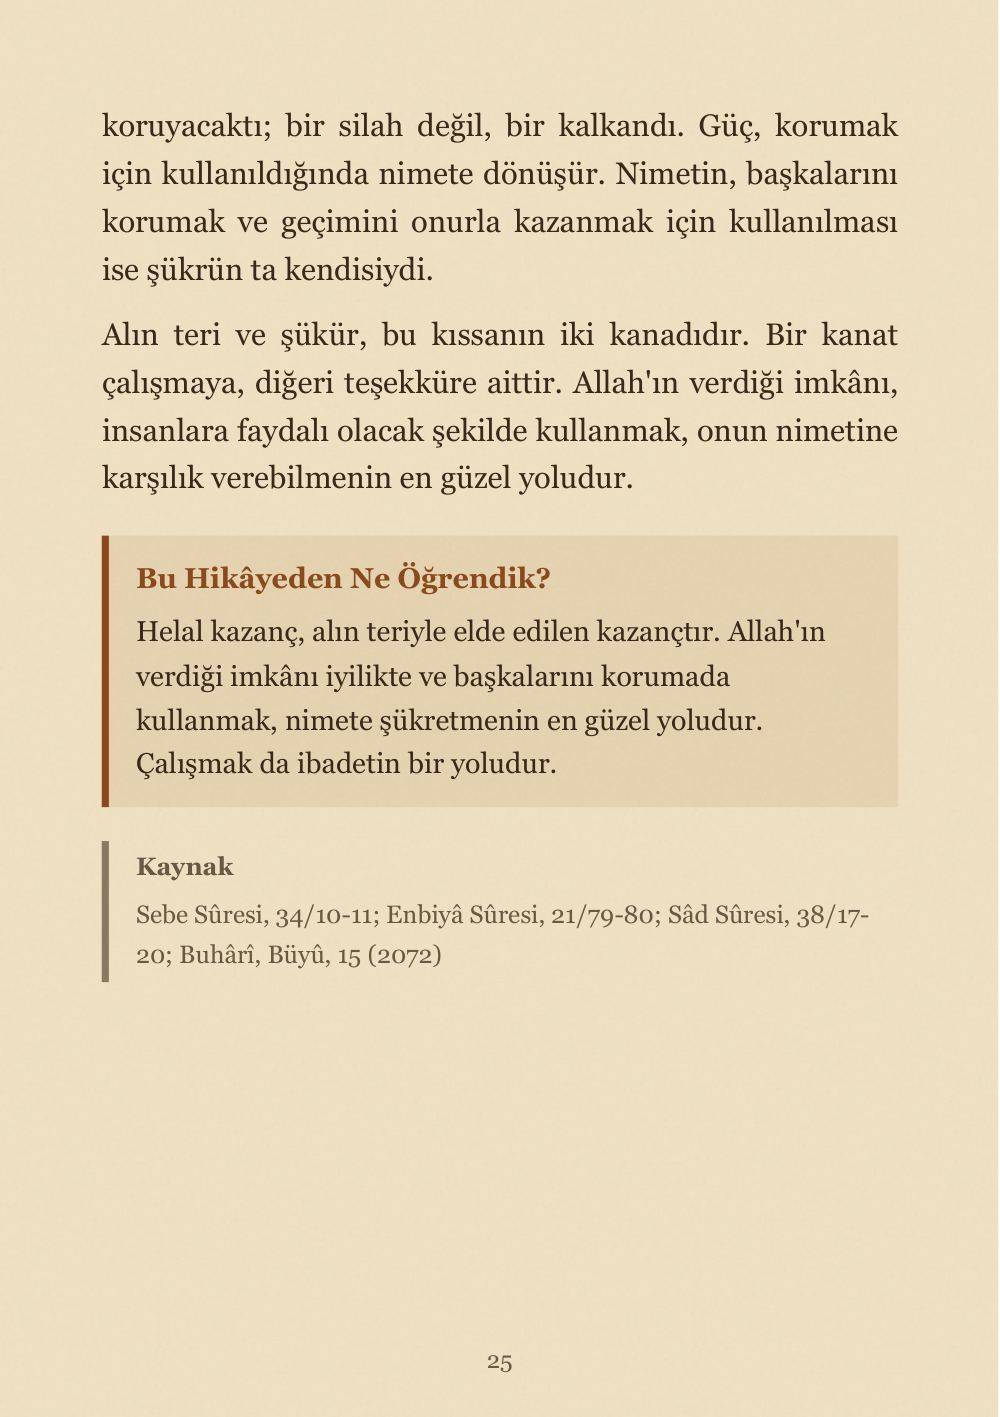 koruyacaktı; bir silah değil, bir kalkandı. Güç, korumak
için kullanıldığında nimete dönüşür. Nimetin, başkalarını
korumak ve geçimini onurla kazanmak için kullanılması
ise şükrün ta kendisiydi.
Alın teri ve şükür, bu kıssanın iki kanadıdır. Bir kanat
çalışmaya, diğeri teşekküre aittir. Allah'ın verdiği imkânı,
insanlara faydalı olacak şekilde kullanmak, onun nimetine
karşılık verebilmenin en güzel yoludur.
Bu Hikâyeden Ne Öğrendik?
Helal kazanç, alın teriyle elde edilen kazançtır. Allah'ın
verdiği imkânı iyilikte ve başkalarını korumada
kullanmak, nimete şükretmenin en güzel yoludur.
Çalışmak da ibadetin bir yoludur.
Kaynak
Sebe Sûresi, 34/10-11; Enbiyâ Sûresi, 21/79-80; Sâd Sûresi, 38/17-
20; Buhârî, Büyû, 15 (2072)
25